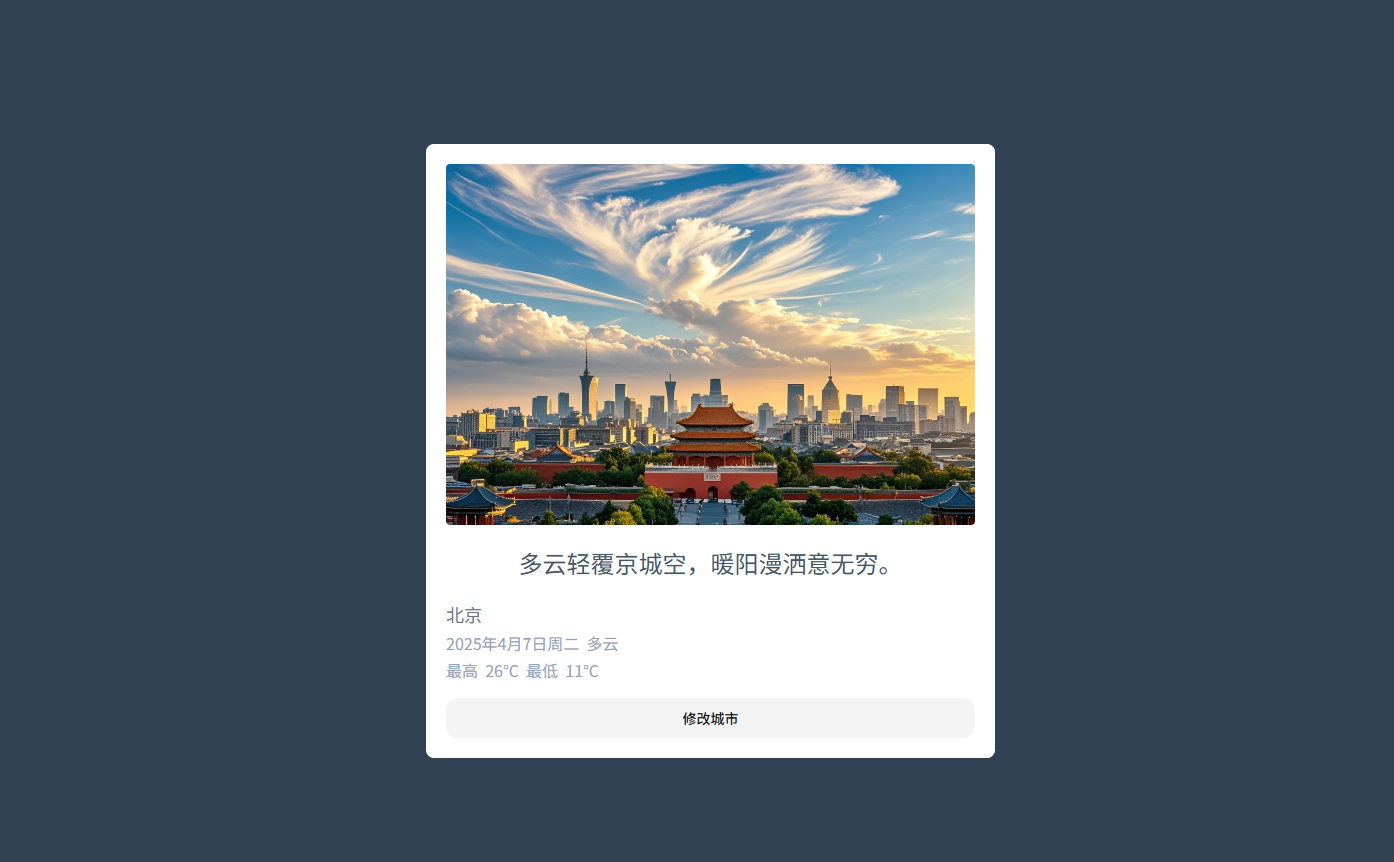 多云轻覆京城空，暖阳漫洒意无穷。
北京
2025年4月7日周二 多云
最高 26℃ 最低 11℃
修改城市